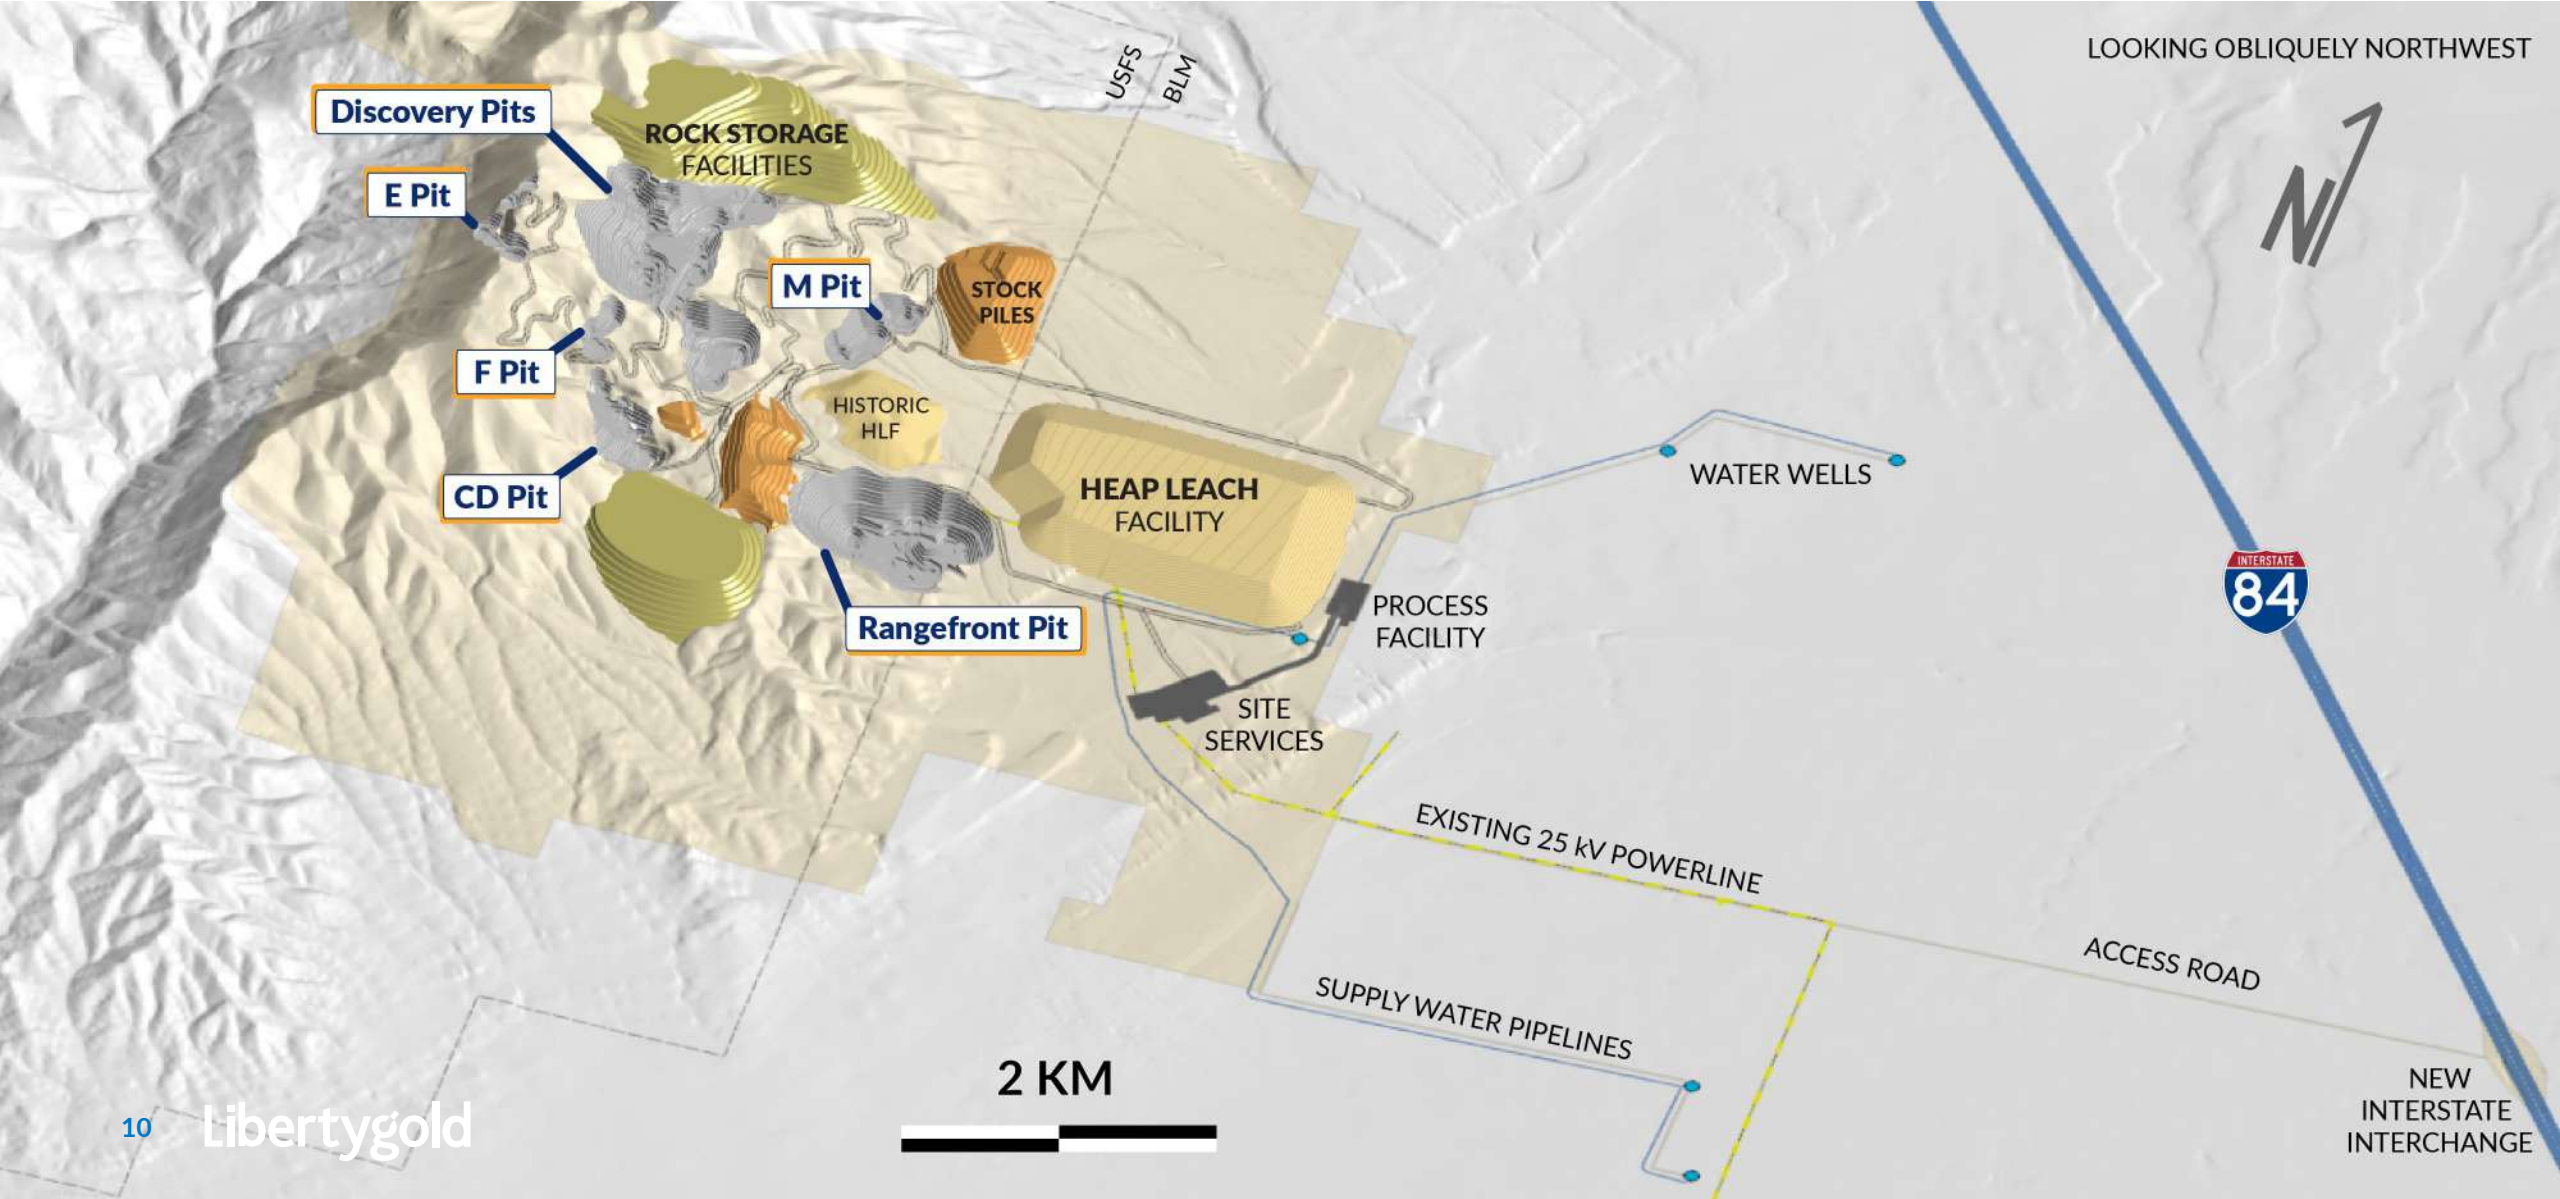 LOOKING OBLIQUELY NORTHWEST
N
USFS
BLM
Discovery Pits
ROCK STORAGE
FACILITIES
E Pit
M Pit
STOCK
PILES
F Pit
HISTORIC
HLF
CD Pit
HEAP LEACH
FACILITY
WATER WELLS
INTERSTATE
84
Rangefront Pit
PROCESS
FACILITY
SITE
SERVICES
EXISTING 25 kV POWERLINE
ACCESS ROAD
SUPPLY WATER PIPELINES
2 KM
NEW
INTERSTATE
INTERCHANGE
10
Libertygold